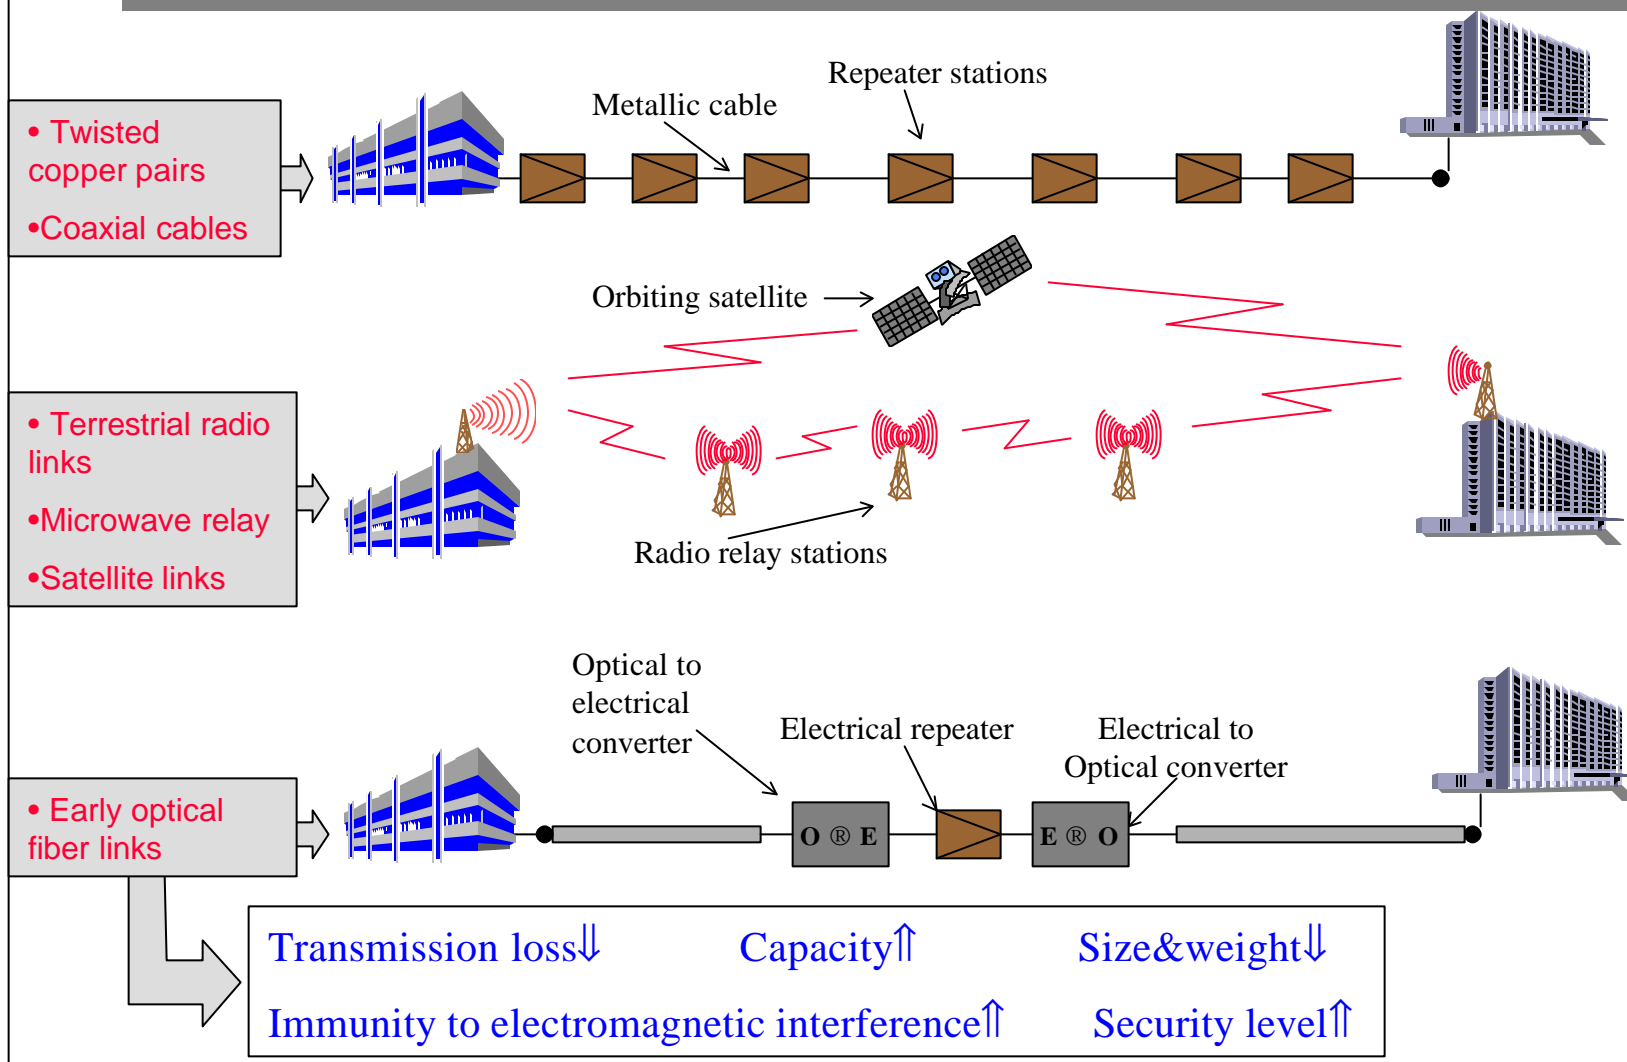 Repeater stations
Metallic cable
• Twisted
copper pairs
•Coaxial cables
Orbiting satellite
• Terrestrial radio
links
•Microwave relay
•Satellite links
Radio relay stations
Optical to
electrical
converter
Electrical repeater
Electrical to
Optical converter
• Early optical
fiber links
O ® E
E ® O
Transmission loss⇓ Capacity⇑ Size&weight⇓
Immunity to electromagnetic interference⇑ Security level⇑